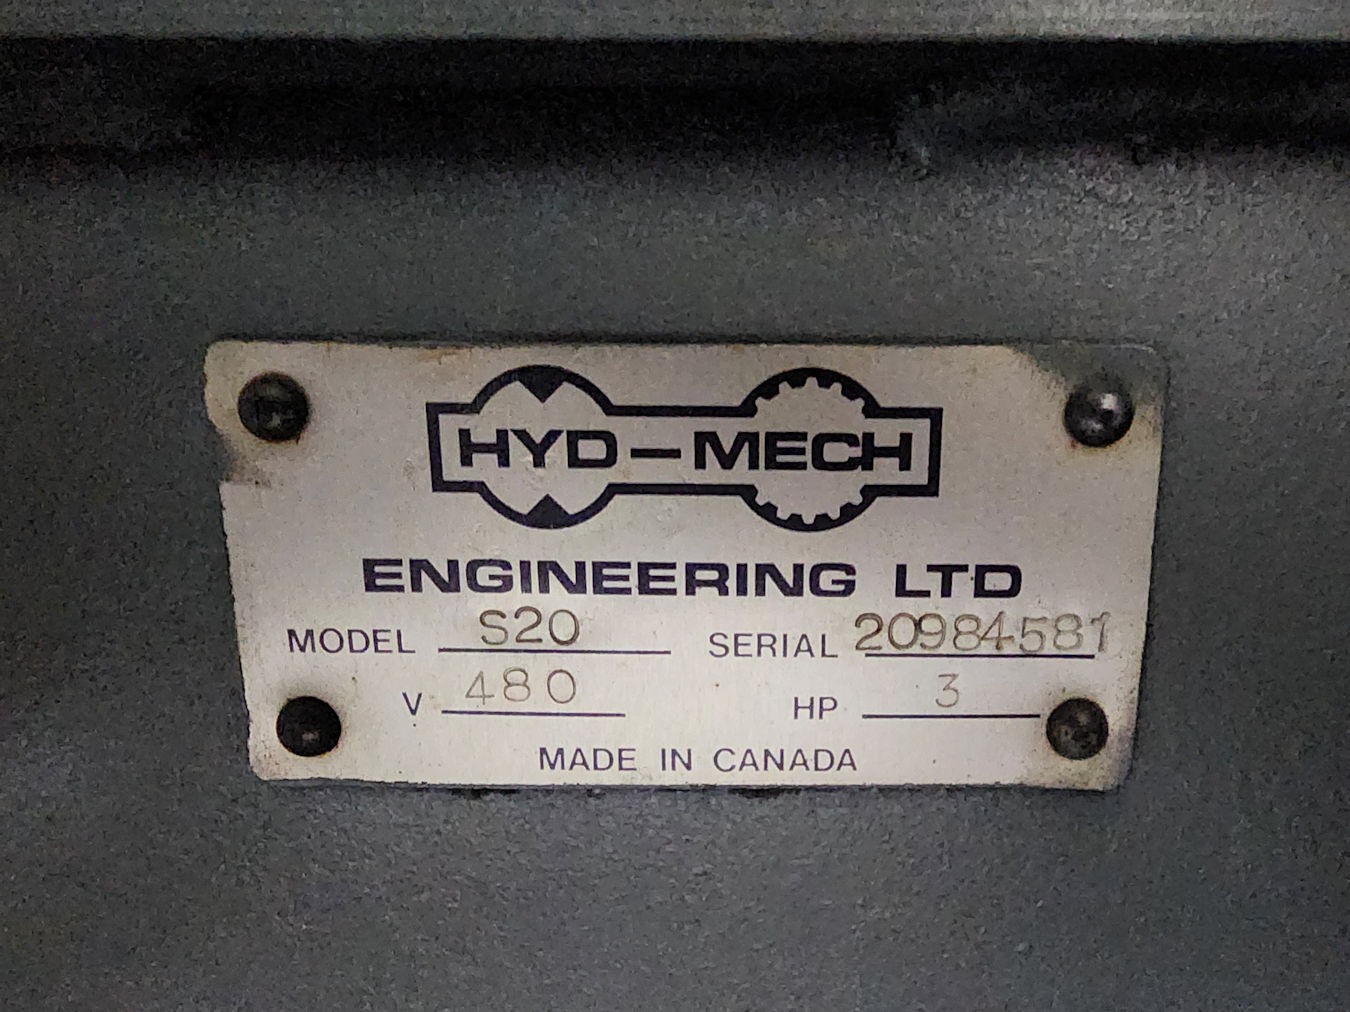 HYD-MECH
ENGINEERING LTD
MODEL S20 SERIAL 20984581
V 480 HP 3
MADE IN CANADA